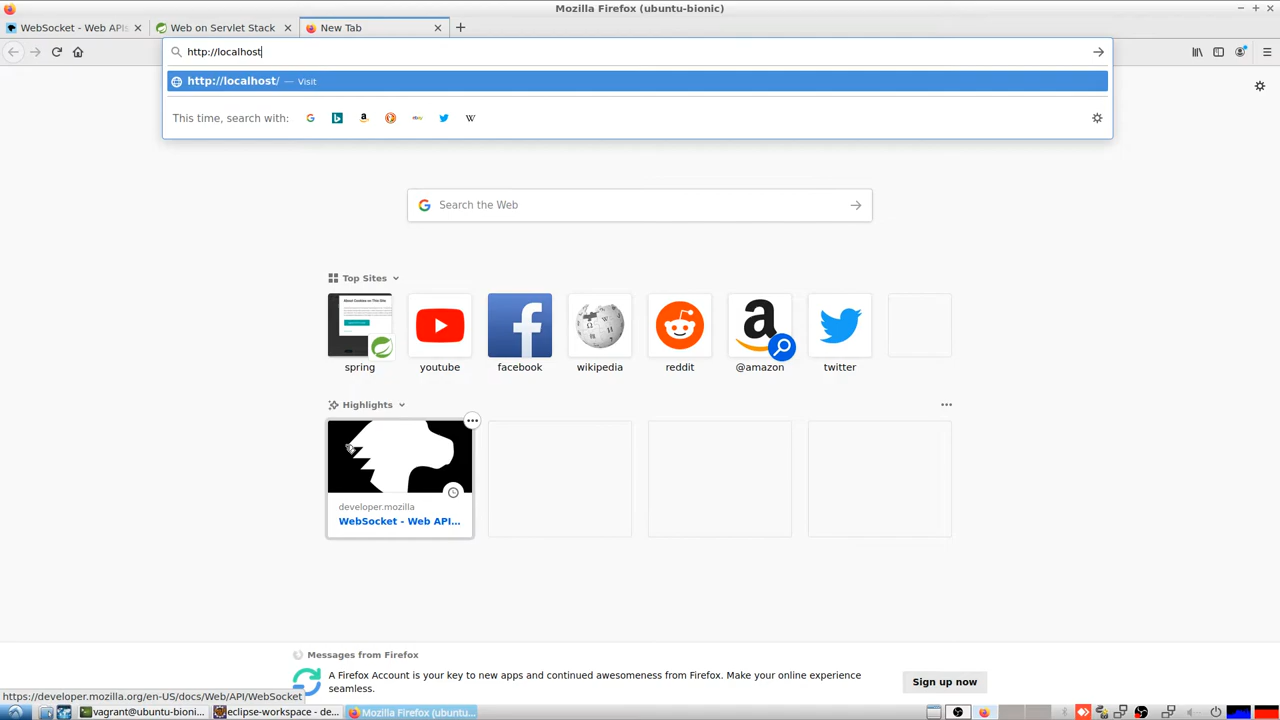 Mozilla Firefox (ubuntu-bionic)
WebSocket - Web APIs
Web on Servlet Stack
New Tab
http://localhost
http://localhost/ — Visit
This time, search with:
Search the Web
Top Sites
spring
youtube
facebook
wikipedia
reddit
@amazon
twitter
Highlights
developer.mozilla
WebSocket - Web API...
Messages from Firefox
A Firefox Account is your key to new apps and continued awesomeness from Firefox. Make your online experience
seamless.
Sign up now
https://developer.mozilla.org/en-US/docs/Web/API/WebSocket
vagrant@ubuntu-bioni...
eclipse-workspace - de...
Mozilla Firefox (ubuntu...